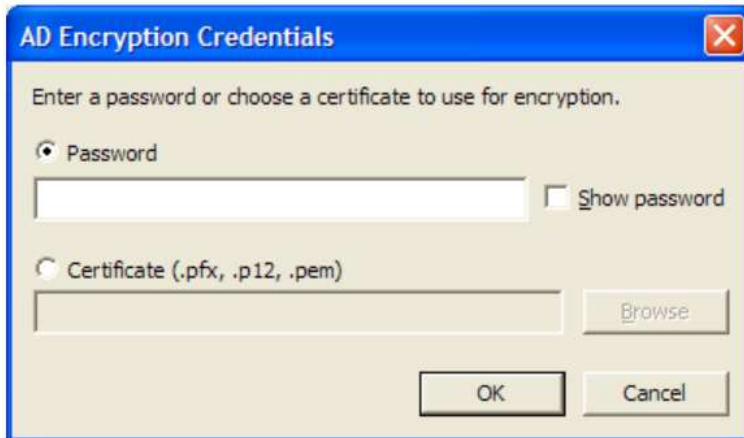 AD Encryption Credentials
Enter a password or choose a certificate to use for encryption.
Password
Show password
Certificate (.pfx, .p12, .pem)
Browse
OK Cancel